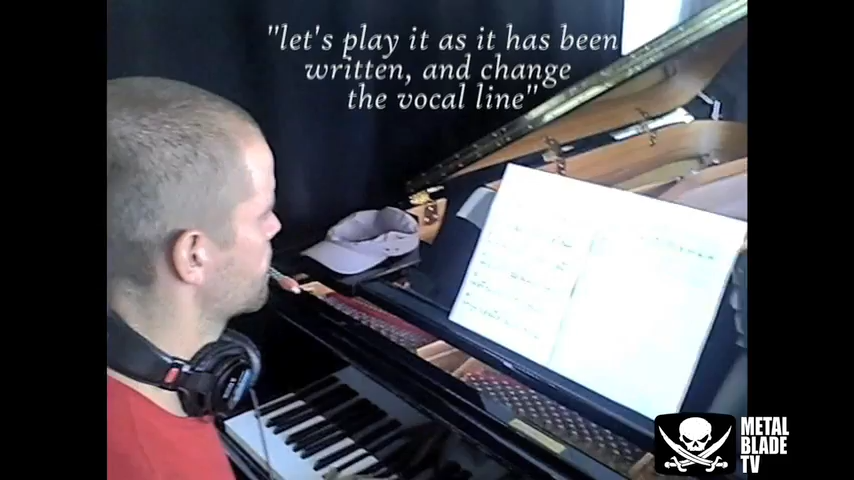 "let's play it as it has been
written, and change
the vocal line"
METAL
BLADE
TV